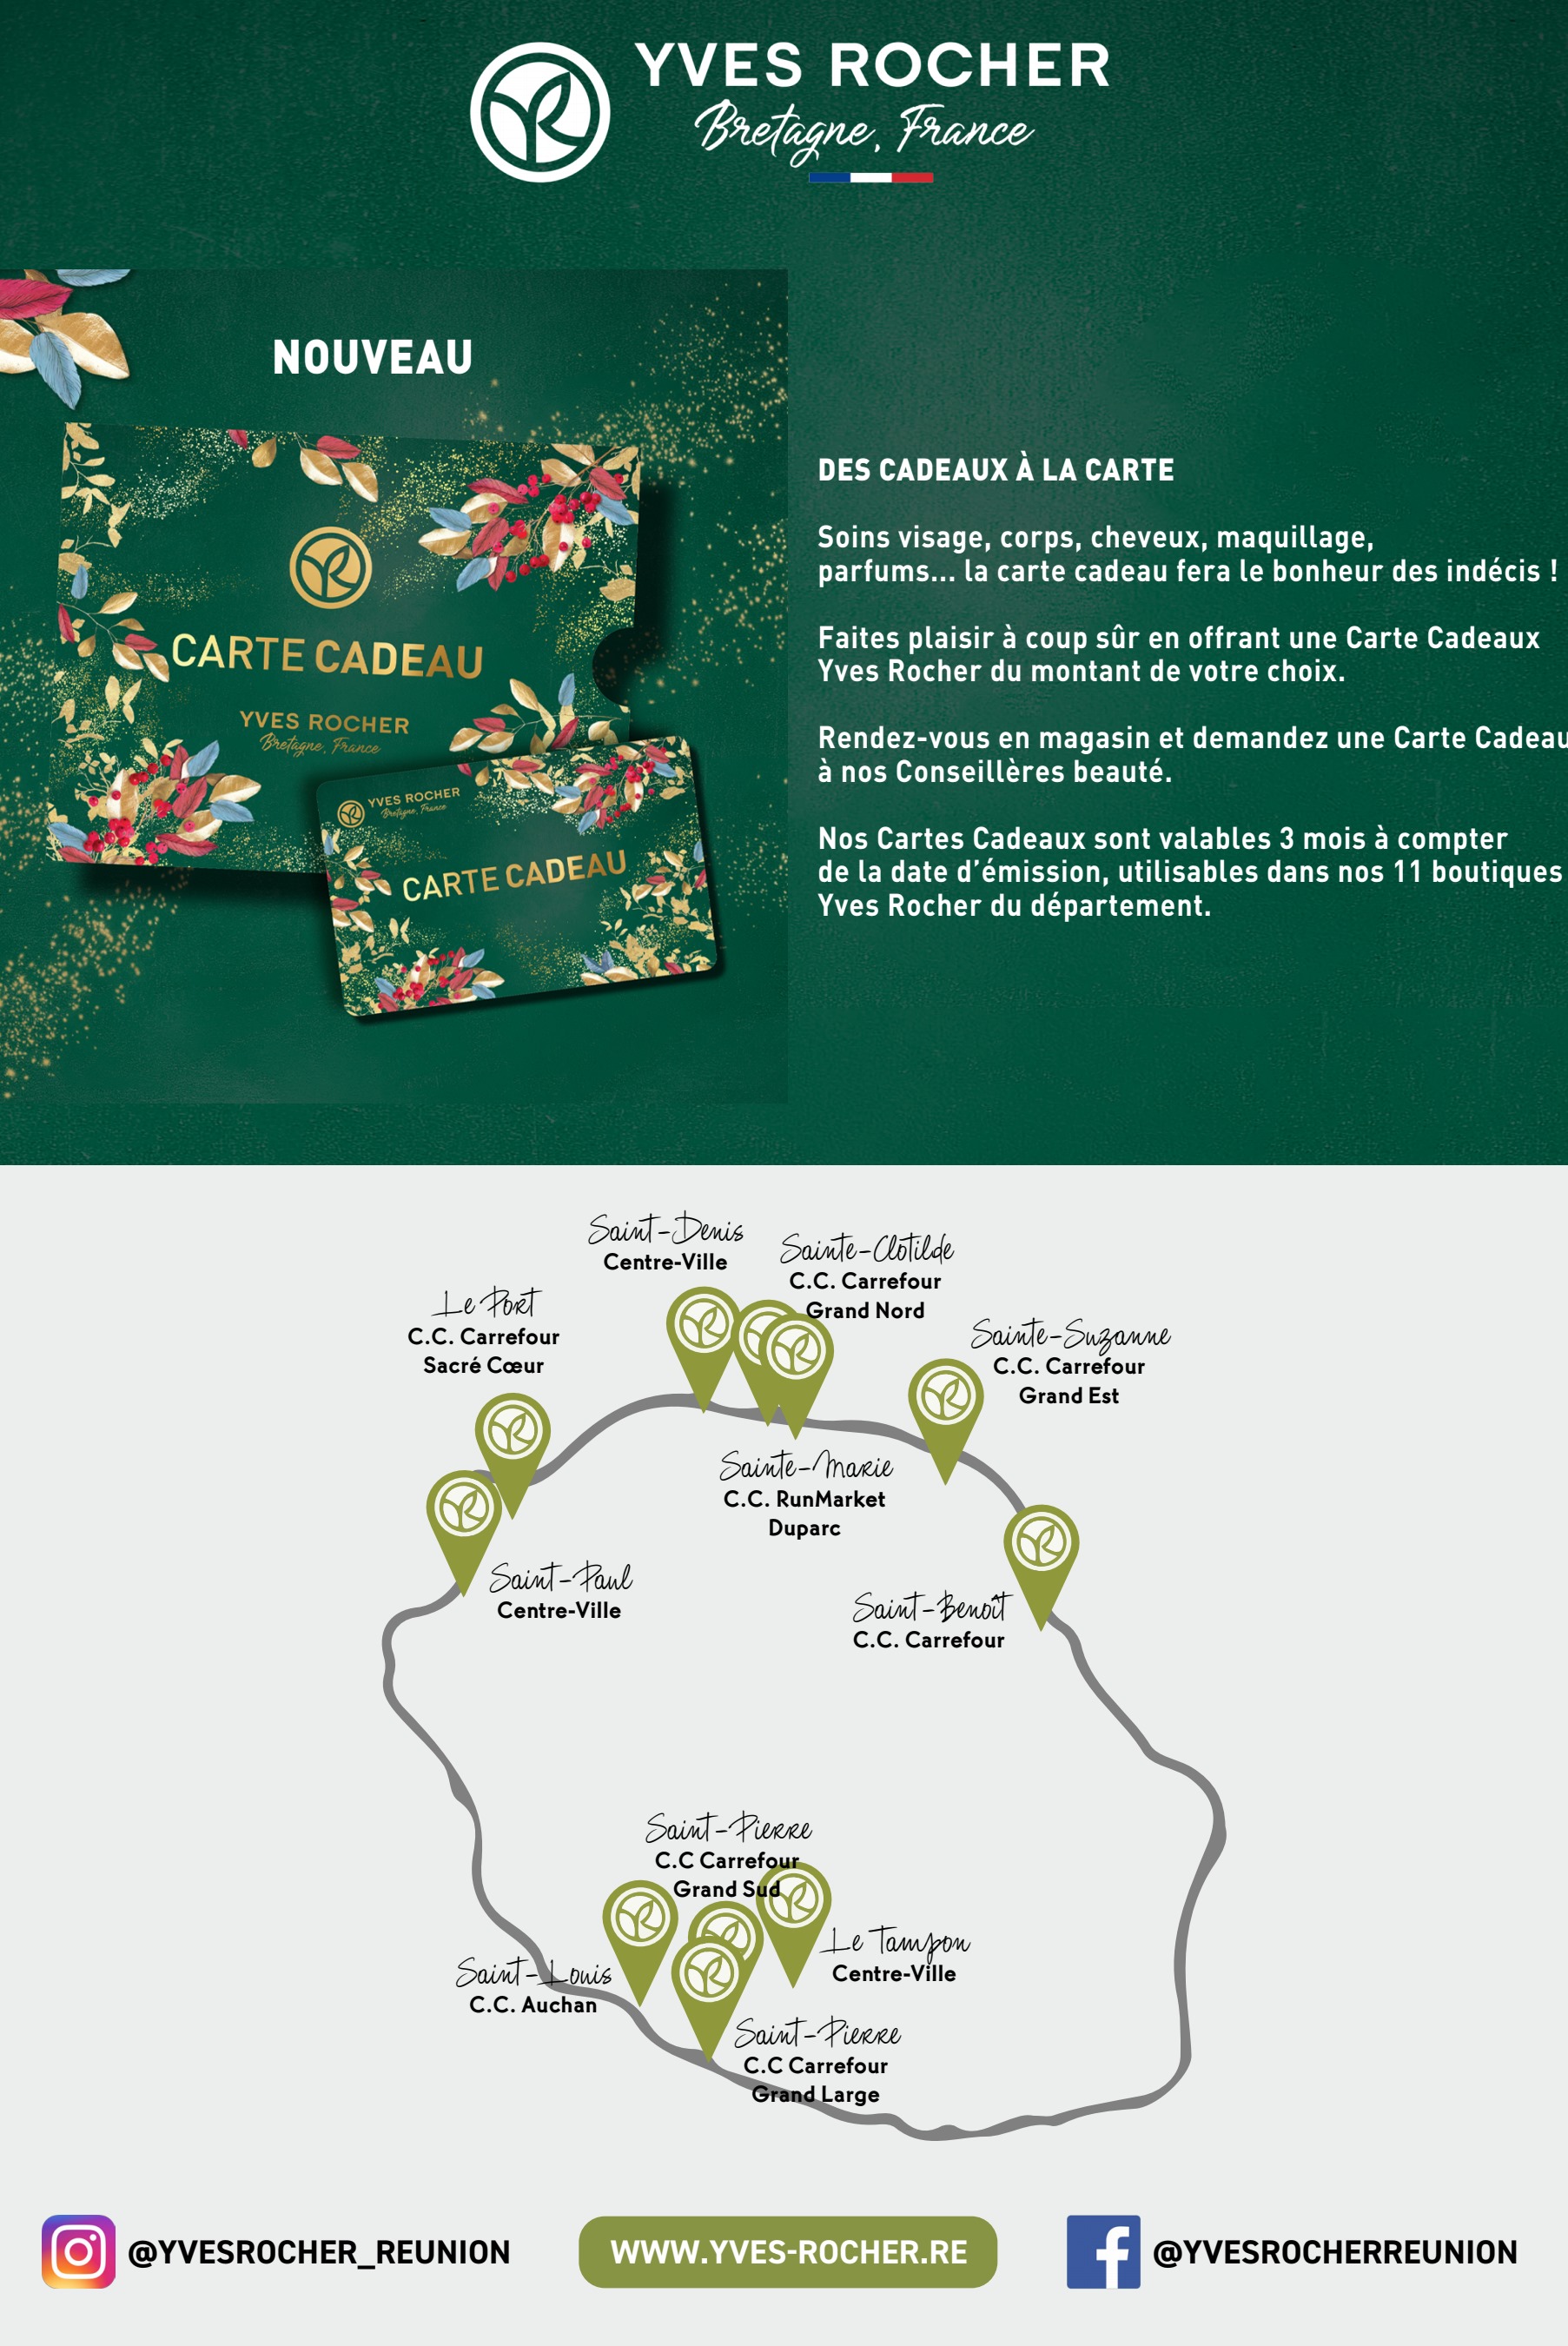 YVES ROCHER
Bretagne, France
NOUVEAU
CARTE CADEAU
YVES ROCHER
Bretagne, France
YVES ROCHER
Bretagne, France
CARTE CADEAU
DES CADEAUX À LA CARTE
Soins visage, corps, cheveux, maquillage,
parfums... la carte cadeau fera le bonheur des indécis !
Faites plaisir à coup sûr en offrant une Carte Cadeaux
Yves Rocher du montant de votre choix.
Rendez-vous en magasin et demandez une Carte Cadeau
à nos Conseillères beauté.
Nos Cartes Cadeaux sont valables 3 mois à compter
de la date d'émission, utilisables dans nos 11 boutiques
Yves Rocher du département.
Saint-Denis
Centre-Ville
Sainte-Clotilde
C.C. Carrefour
Grand Nord
Le Port
C.C. Carrefour
Sacré Cœur
Sainte-Suzanne
C.C. Carrefour
Grand Est
Sainte-Marie
C.C. RunMarket
Duparc
Saint-Paul
Centre-Ville
Saint-Benoît
C.C. Carrefour
Saint-Pierre
C.C Carrefour
Grand Sud
Le Tampon
Centre-Ville
Saint-Louis
C.C. Auchan
Saint-Pierre
C.C Carrefour
Grand Large
@YVESROCHER_REUNION
WWW.YVES-ROCHER.RE
@YVESROCHERREUNION